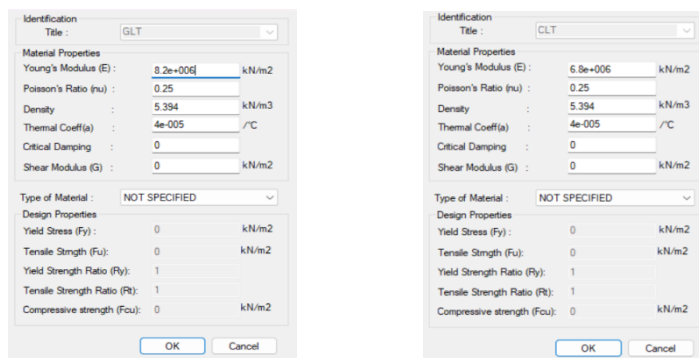 Identification
Title : GLT
Material Properties
Young's Modulus (E) : 8.2e+006 kN/m2
Poisson's Ratio (nu) : 0.25
Density : 5.394 kN/m3
Thermal Coeff(a) : 4e-005 /°C
Critical Damping : 0
Shear Modulus (G) : 0 kN/m2
Type of Material : NOT SPECIFIED
Design Properties
Yield Stress (Fy) : 0 kN/m2
Tensile Strngth (Fu): 0 kN/m2
Yield Strength Ratio (Ry): 1
Tensile Strength Ratio (Rt): 1
Compressive strength (Fcu): 0 kN/m2
OK Cancel
Identification
Title : CLT
Material Properties
Young's Modulus (E) : 6.8e+006 kN/m2
Poisson's Ratio (nu) : 0.25
Density : 5.394 kN/m3
Thermal Coeff(a) : 4e-005 /°C
Critical Damping : 0
Shear Modulus (G) : 0 kN/m2
Type of Material : NOT SPECIFIED
Design Properties
Yield Stress (Fy) : 0 kN/m2
Tensile Strngth (Fu): 0 kN/m2
Yield Strength Ratio (Ry): 1
Tensile Strength Ratio (Rt): 1
Compressive strength (Fcu): 0 kN/m2
OK Cancel